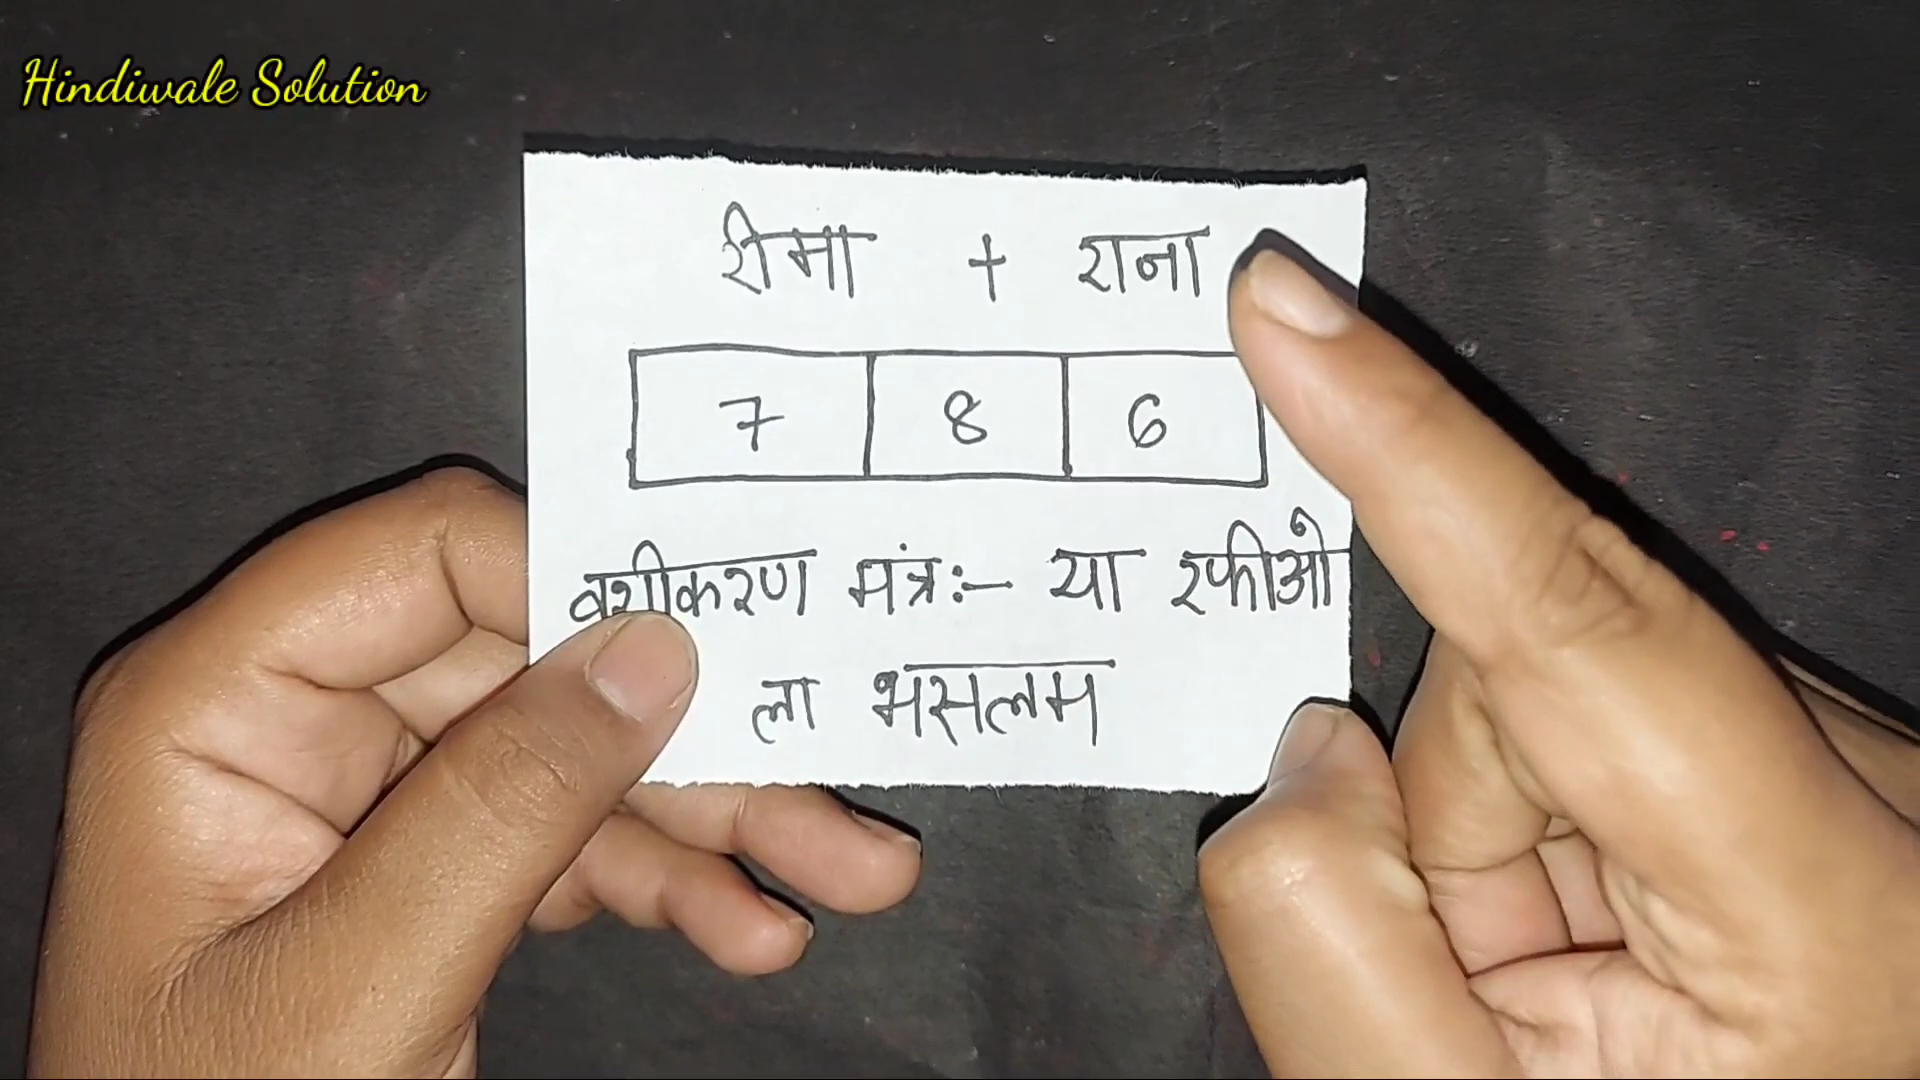 Hindiwale Solution
रीमा + राना
7 8 6
वशीकरण मंत्र:- या रफीओ
ला भसलम